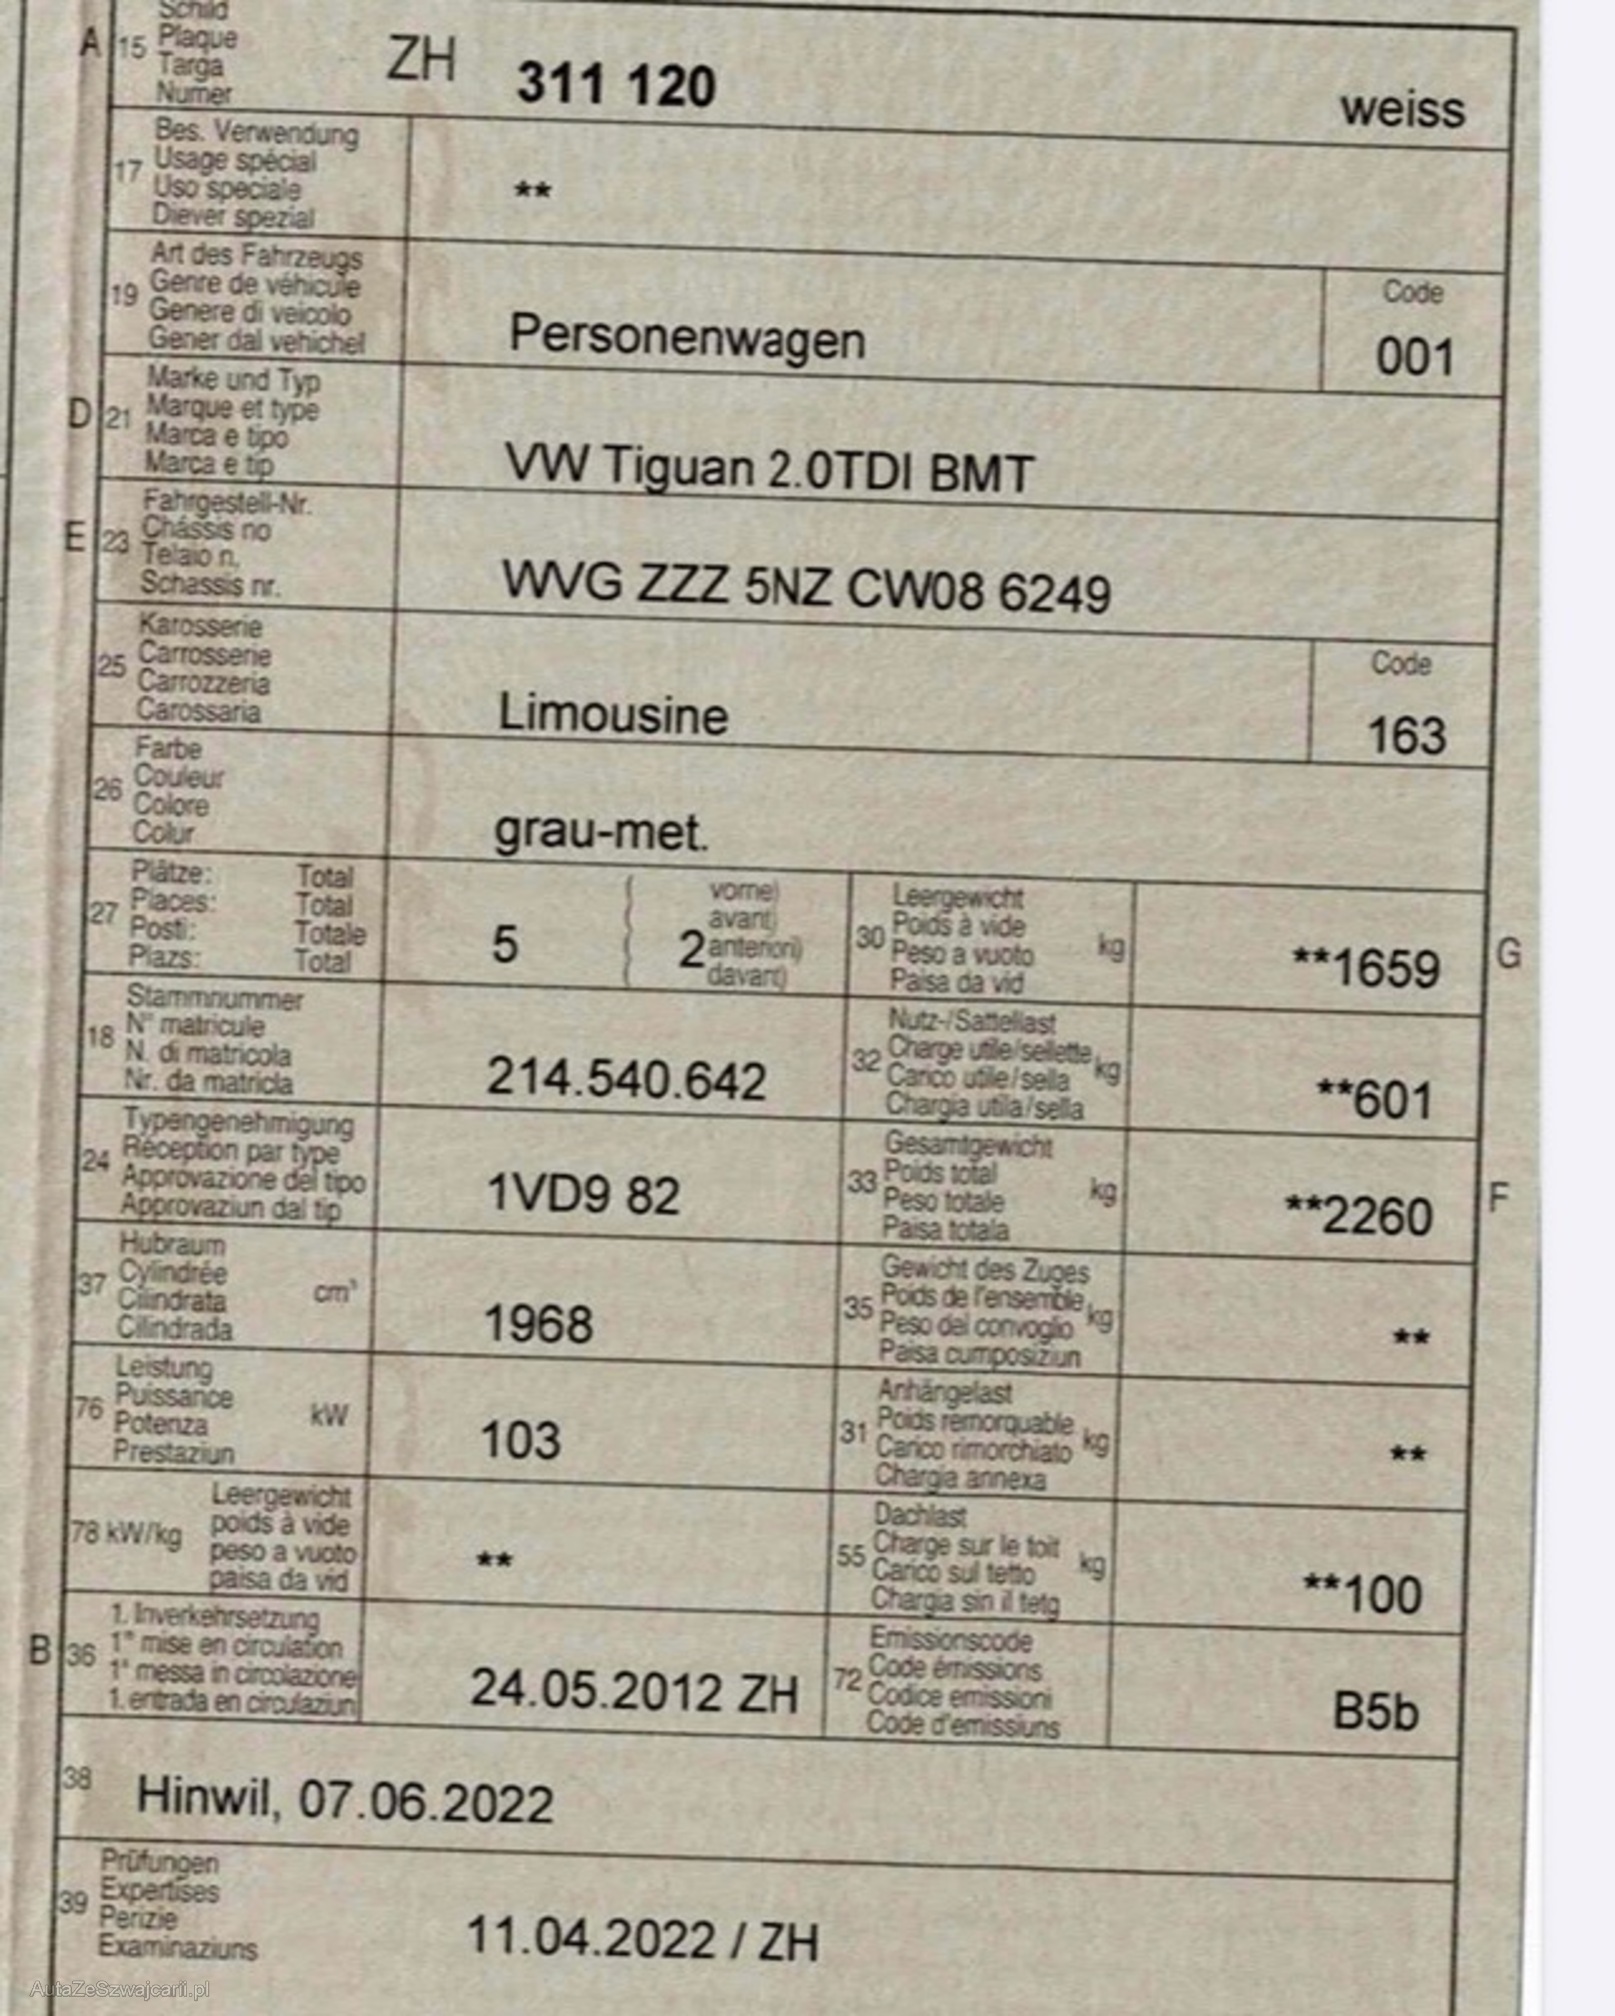 Schild
A 15 Plaque ZH 311 120 weiss
Targa
Numer
Bes. Verwendung
17 Usage spécial
Uso speciale **
Diever spezial
Art des Fahrzeugs
19 Genre de véhicule Code
Genere di veicolo
Gener dal vehichel Personenwagen 001
Marke und Typ
D 21 Marque et type
Marca e tipo
Marca e tip VW Tiguan 2.0TDI BMT
Fahrgestell-Nr.
E 23 Châssis no
Telaio n.
Schassis nr. WVG ZZZ 5NZ CW08 6249
Karosserie
25 Carrosserie Code
Carrozzeria
Carossaria Limousine 163
Farbe
26 Couleur
Colore
Colur grau-met.
Plätze: Total
27 Places: Total
Posti: Totale
Plazs: Total
5 2
vorne)
avant)
anteriori)
davant)
Leergewicht
30 Poids à vide kg
Peso a vuoto **1659 G
Paisa da vid
Stammnummer
18 N° matricule
N. di matricola
Nr. da matricla 214.540.642
Nutz-/Sattellast
32 Charge utile/sellette kg
Carico utile/sella **601
Chargia utila/sella
Typengenehmigung
24 Réception par type
Approvazione del tipo 1VD9 82
Approvaziun dal tip
Gesamtgewicht
33 Poids total kg
Peso totale **2260 F
Paisa totala
Hubraum
37 Cylindrée cm³
Cilindrata
Cilindrada 1968
Gewicht des Zuges
35 Poids de l'ensemble kg
Peso del convoglio **
Paisa cumposiziun
Leistung
76 Puissance kW
Potenza 103
Prestaziun
Anhängelast
31 Poids remorquable kg
Carico rimorchiato **
Chargia annexa
Leergewicht
78 kW/kg poids à vide
peso a vuoto **
paisa da vid
Dachlast
55 Charge sur le toit kg
Carico sul tetto **100
Chargia sin il tetg
1. Inverkehrsetzung
B 36 1re mise en circulation
1a messa in circolazione 24.05.2012 ZH
1. entrada en circulaziun
Emissionscode
72 Code émissions
Codice emissioni B5b
Code d'emissiuns
38 Hinwil, 07.06.2022
Prüfungen
39 Expertises
Perizie 11.04.2022 / ZH
Examinaziuns
AutaZeSzwajcarii.pl